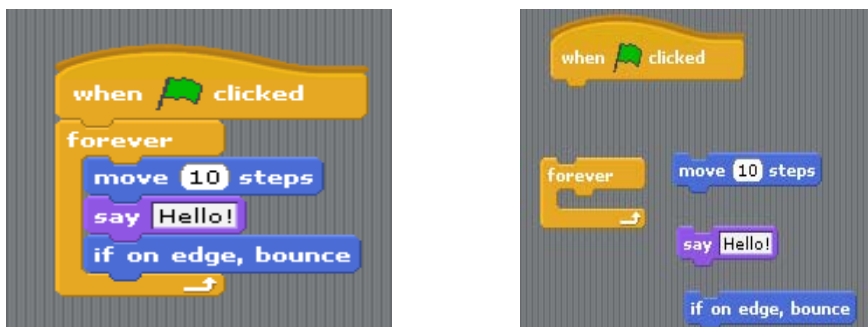 when clicked
forever
move 10 steps
say Hello!
if on edge, bounce
when clicked
forever
move 10 steps
say Hello!
if on edge, bounce